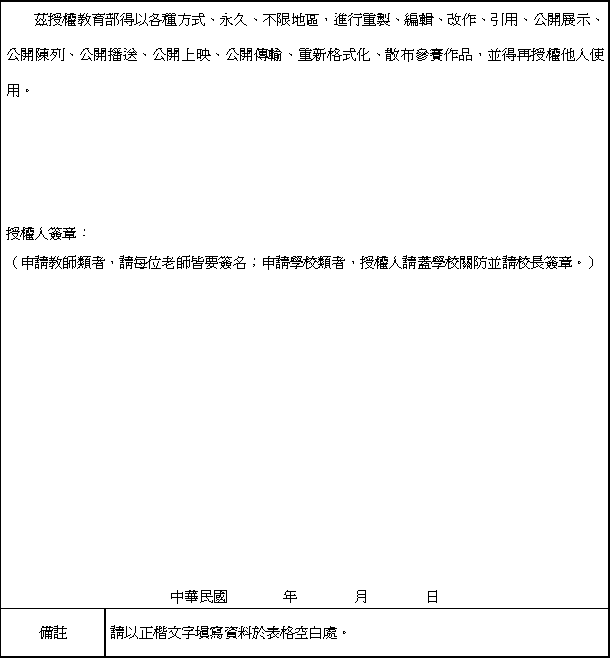 茲授權教育部得以各種方式、永久、不限地區，進行重製、編輯、改作、引用、公開展示、
公開陳列、公開播送、公開上映、公開傳輸、重新格式化、散布參賽作品，並得再授權他人使
用。
授權人簽章：
（申請教師類者，請每位老師皆要簽名；申請學校類者，授權人請蓋學校關防並請校長簽章。）
中華民國　　　年　　　月　　　日
備註　請以正楷文字填寫資料於表格空白處。